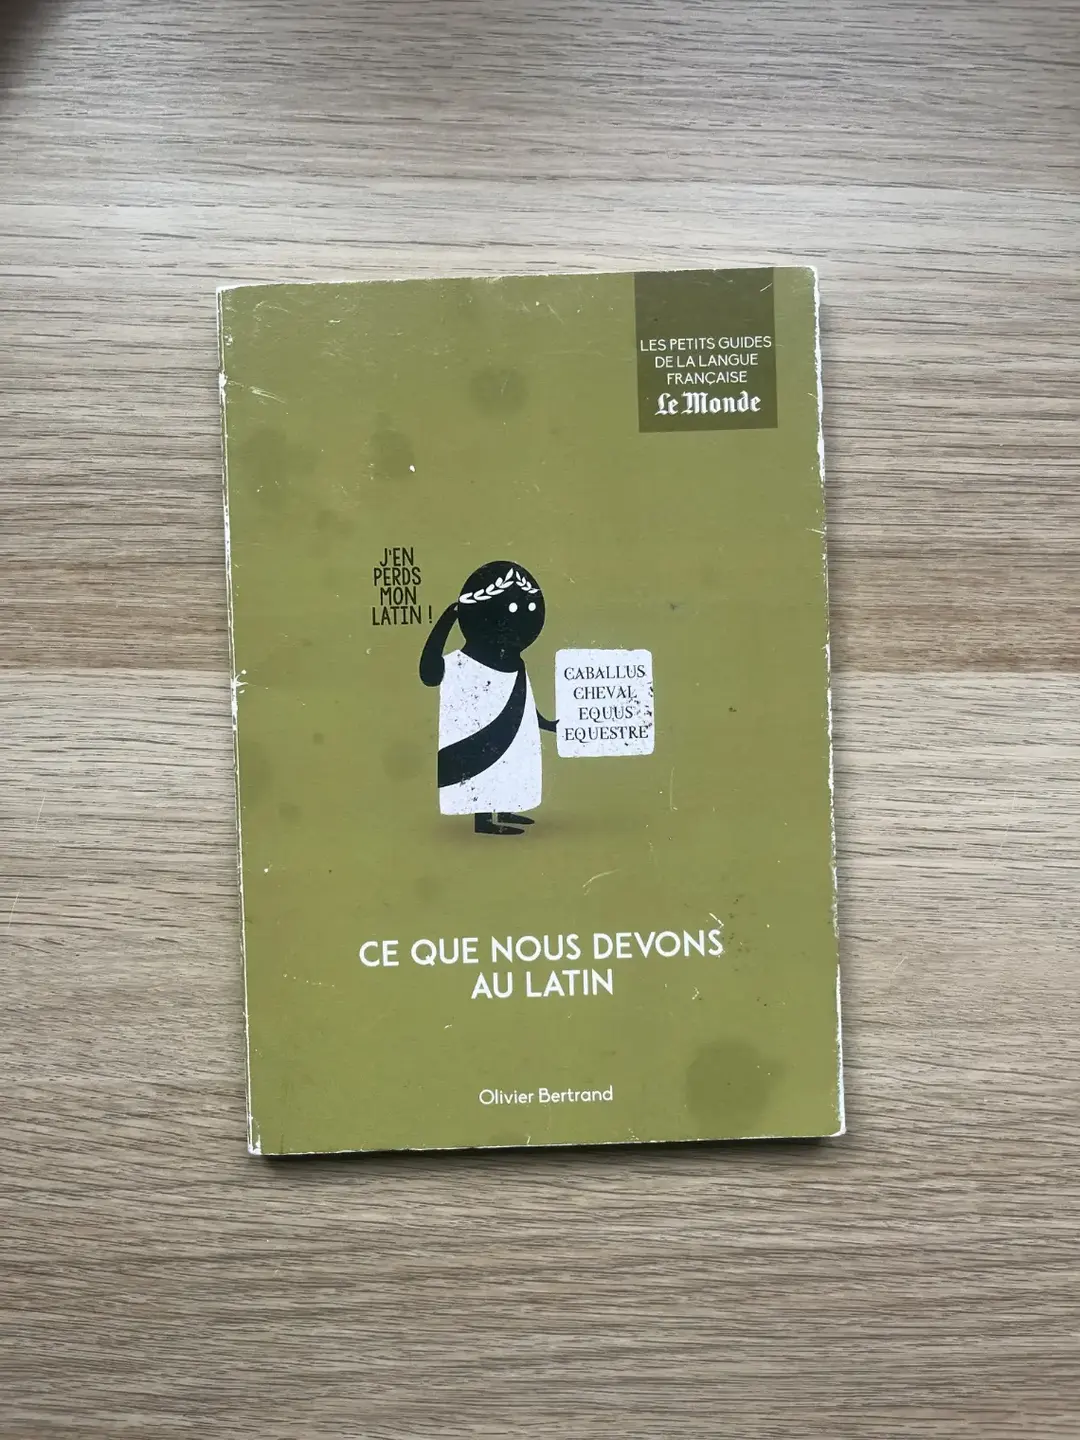 LES PETITS GUIDES
DE LA LANGUE
FRANÇAISE
Le Monde
J'EN
PERDS
MON
LATIN !
CABALLUS
CHEVAL
EQUUS
EQUESTRE
CE QUE NOUS DEVONS
AU LATIN
Olivier Bertrand